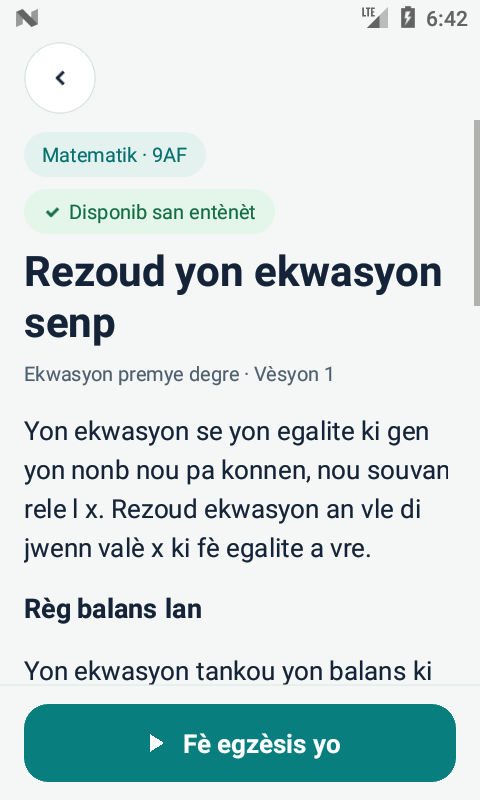 LTE 6:42
Matematik · 9AF
Disponib san entènèt
Rezoud yon ekwasyon
senp
Ekwasyon premye degre · Vèsyon 1
Yon ekwasyon se yon egalite ki gen
yon nonb nou pa konnen, nou souvan
rele l x. Rezoud ekwasyon an vle di
jwenn valè x ki fè egalite a vre.
Règ balans lan
Yon ekwasyon tankou yon balans ki
Fè egzèsis yo